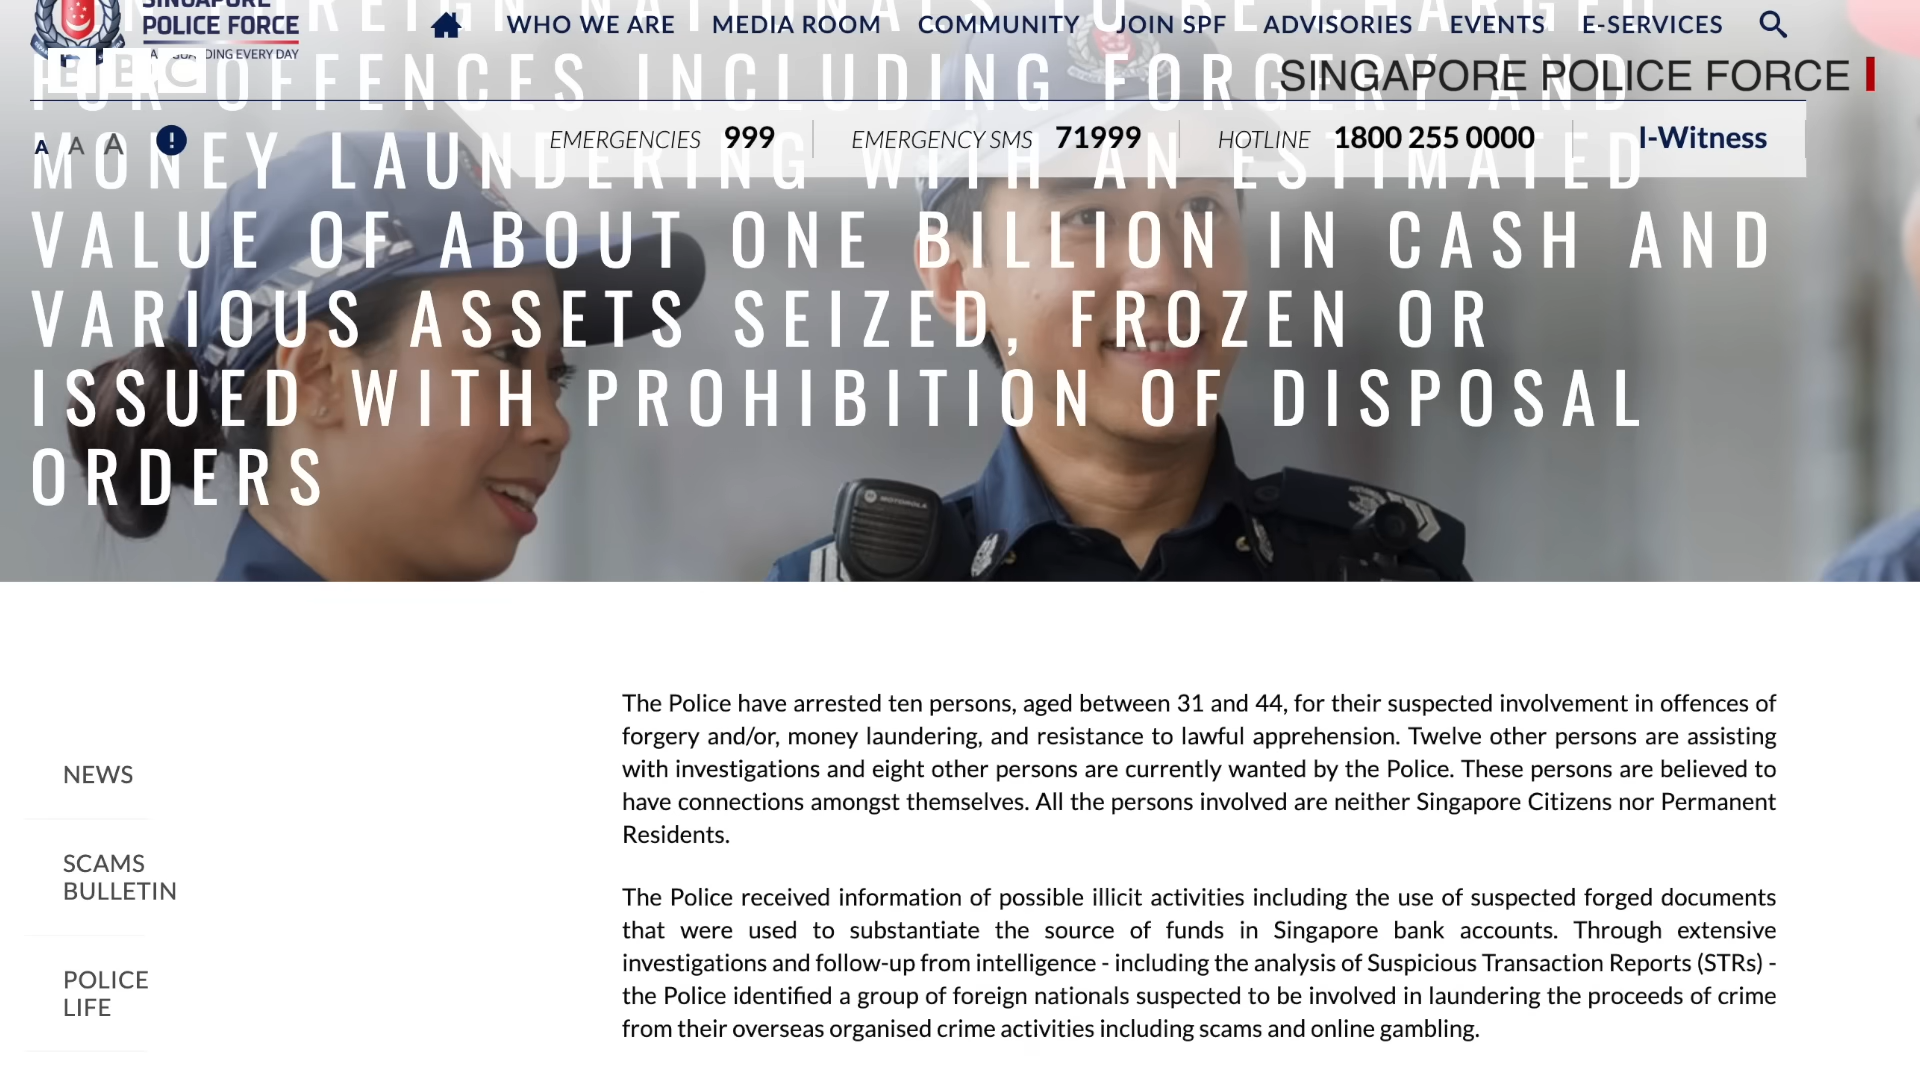 SINGAPORE
POLICE FORCE
SAFEGUARDING EVERY DAY
WHO WE ARE MEDIA ROOM COMMUNITY JOIN SPF ADVISORIES EVENTS E-SERVICES
BBC
SINGAPORE POLICE FORCE
A A A
EMERGENCIES 999 EMERGENCY SMS 71999 HOTLINE 1800 255 0000 I-Witness
FOREIGN NATIONALS TO BE CHARGED
FOR OFFENCES INCLUDING FORGERY AND
MONEY LAUNDERING WITH AN ESTIMATED
VALUE OF ABOUT ONE BILLION IN CASH AND
VARIOUS ASSETS SEIZED, FROZEN OR
ISSUED WITH PROHIBITION OF DISPOSAL
ORDERS
MOTOROLA
NEWS
SCAMS
BULLETIN
POLICE
LIFE
The Police have arrested ten persons, aged between 31 and 44, for their suspected involvement in offences of
forgery and/or, money laundering, and resistance to lawful apprehension. Twelve other persons are assisting
with investigations and eight other persons are currently wanted by the Police. These persons are believed to
have connections amongst themselves. All the persons involved are neither Singapore Citizens nor Permanent
Residents.
The Police received information of possible illicit activities including the use of suspected forged documents
that were used to substantiate the source of funds in Singapore bank accounts. Through extensive
investigations and follow-up from intelligence - including the analysis of Suspicious Transaction Reports (STRs) -
the Police identified a group of foreign nationals suspected to be involved in laundering the proceeds of crime
from their overseas organised crime activities including scams and online gambling.